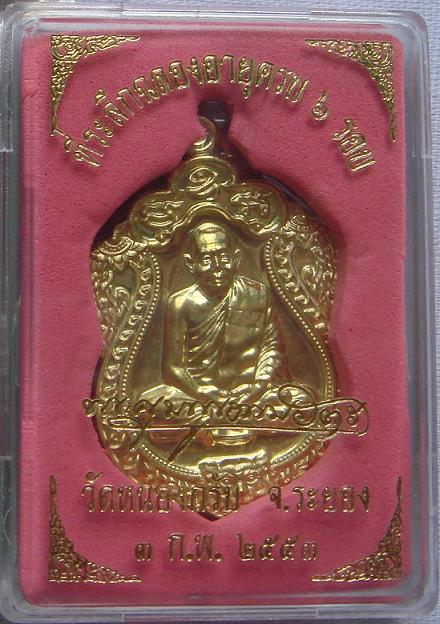 ที่ระลึกฉลองอายุครบ ๖ รอบ
วัดหนองกรับ จ.ระยอง
๓ ก.พ. ๒๕๕๓